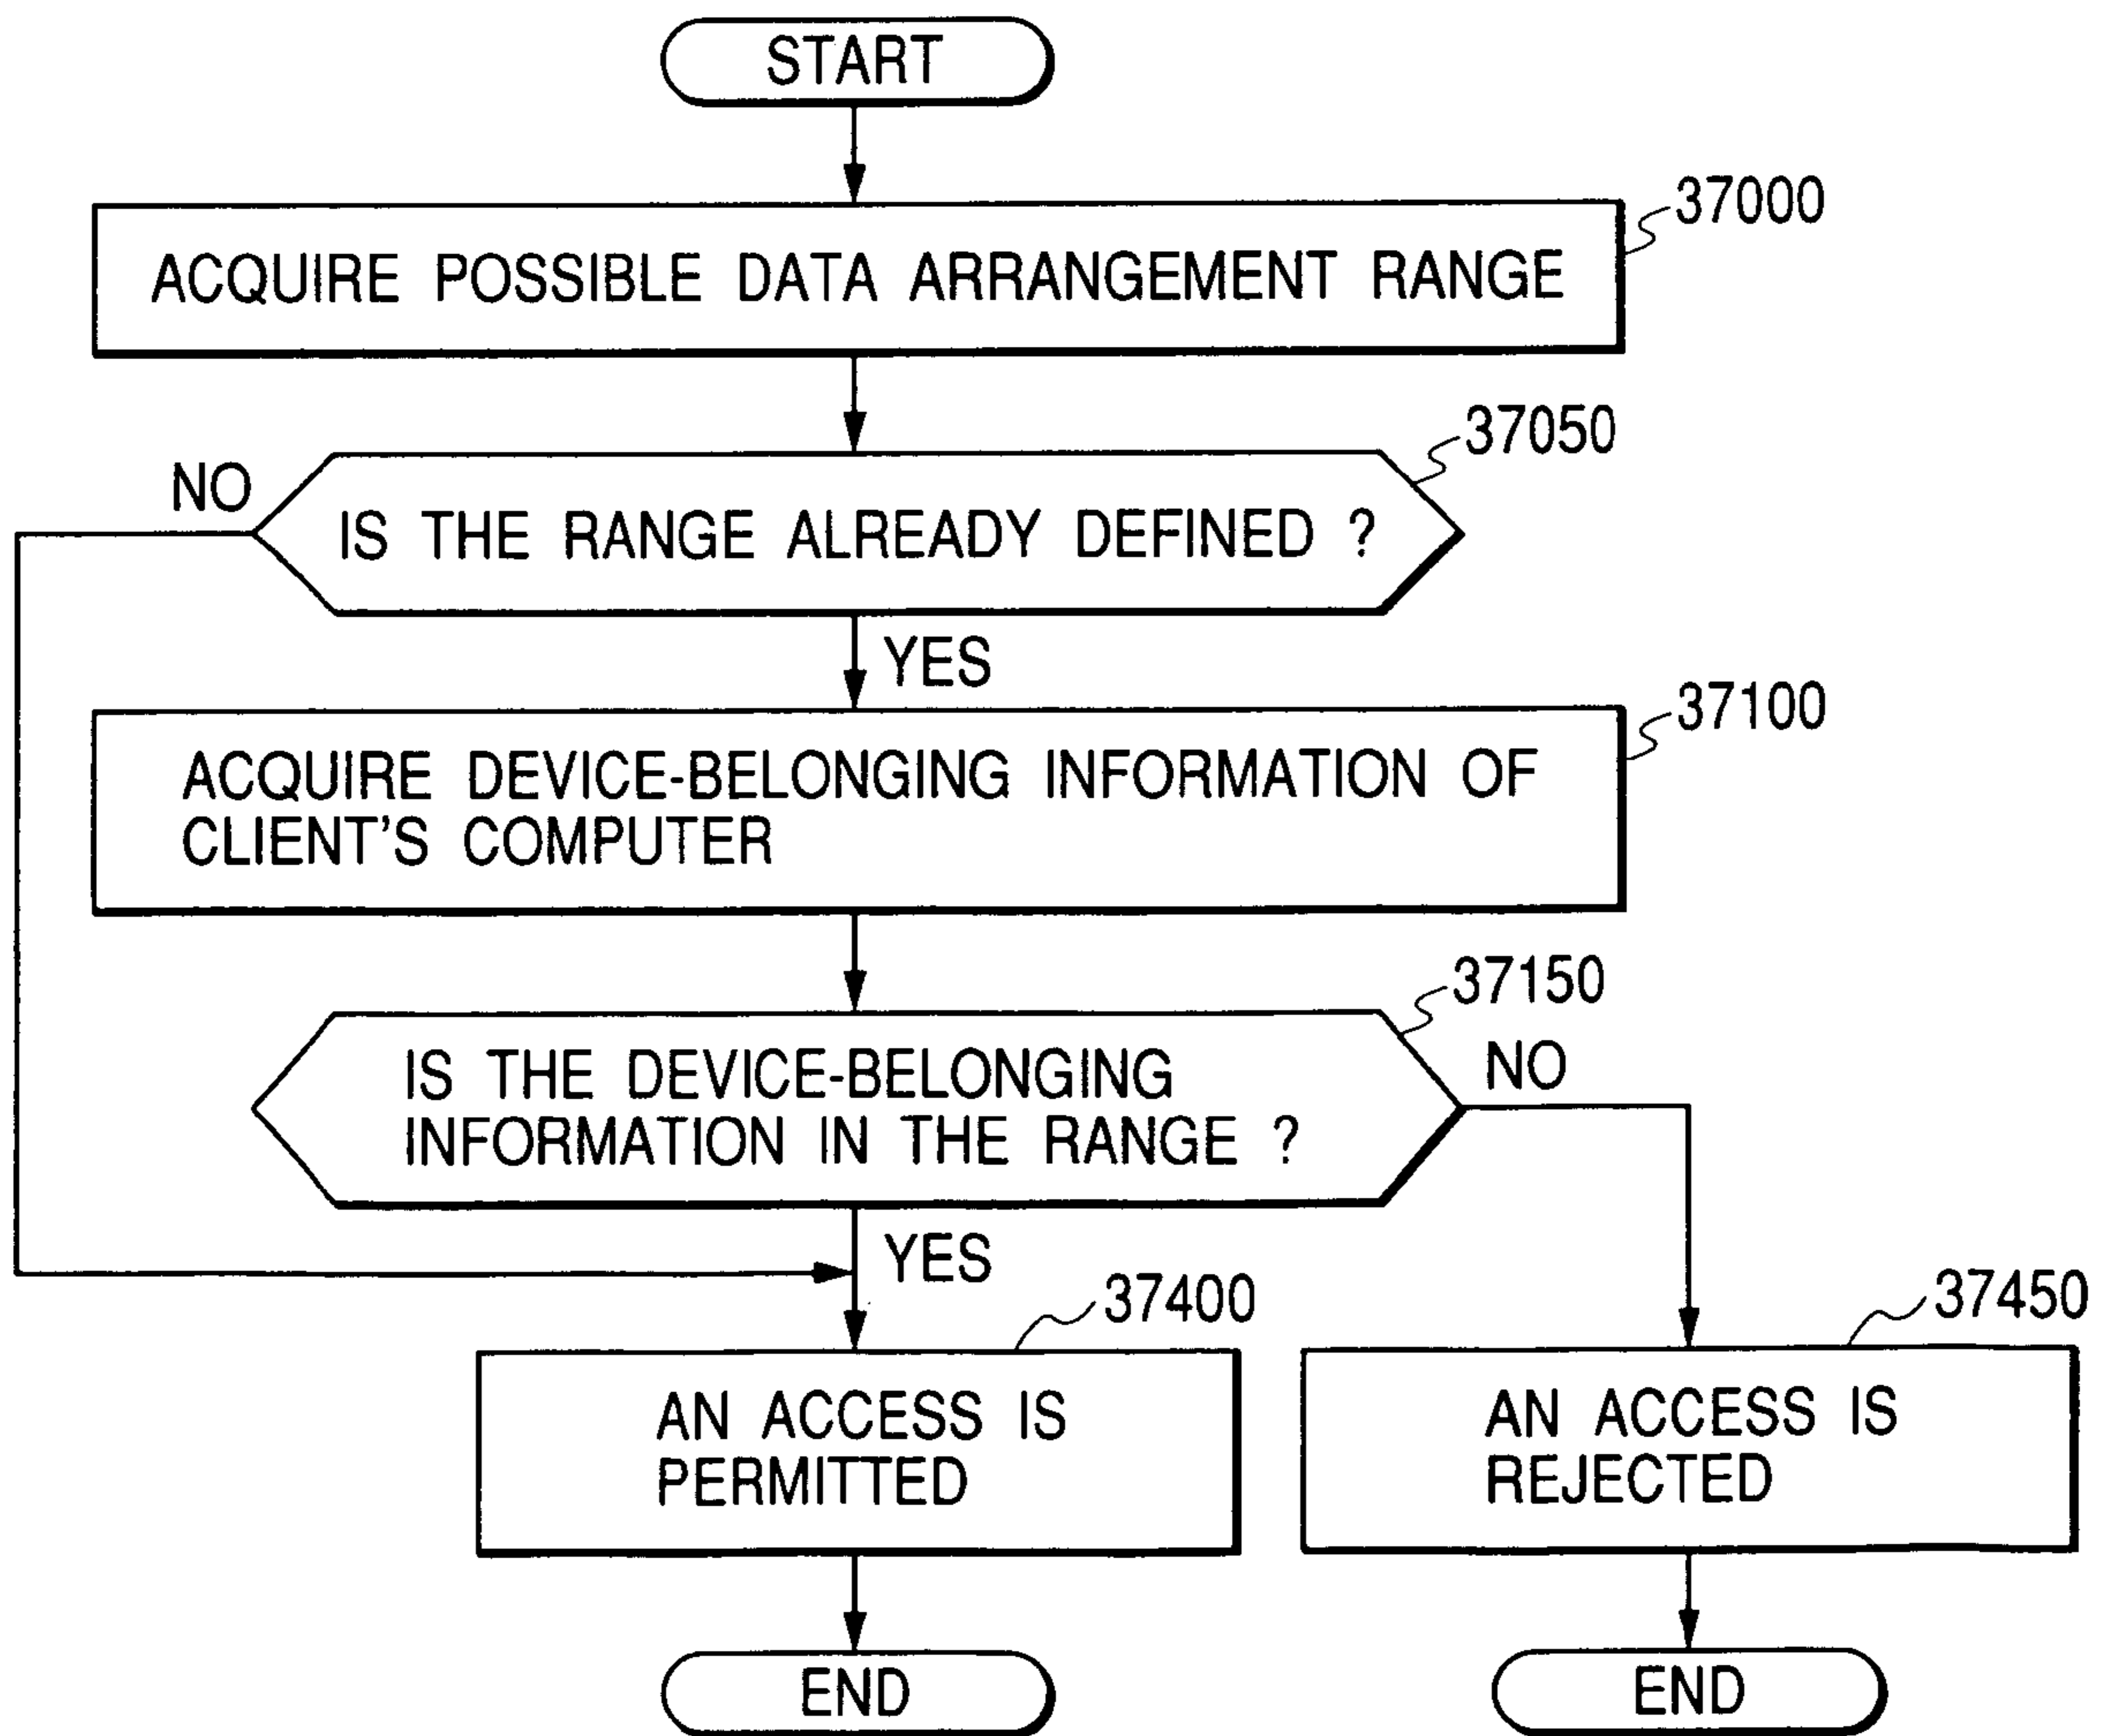 START
37000
ACQUIRE POSSIBLE DATA ARRANGEMENT RANGE
37050
NO
IS THE RANGE ALREADY DEFINED ?
YES
37100
ACQUIRE DEVICE-BELONGING INFORMATION OF
CLIENT'S COMPUTER
37150
IS THE DEVICE-BELONGING
INFORMATION IN THE RANGE ?
NO
YES
37400
AN ACCESS IS
PERMITTED
37450
AN ACCESS IS
REJECTED
END
END